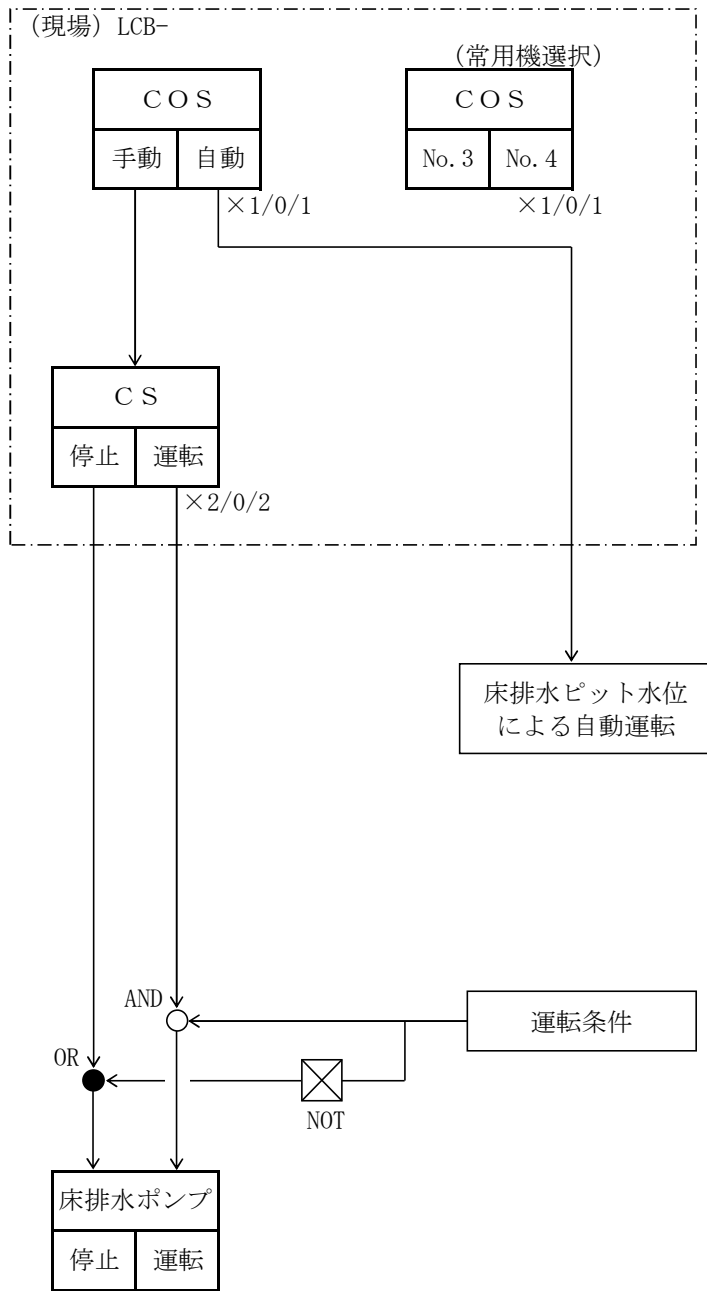 (現場) LCB-
(常用機選択)
ＣＯＳ
手動 自動
×1/0/1
ＣＯＳ
No.3 No.4
×1/0/1
ＣＳ
停止 運転
×2/0/2
床排水ピット水位
による自動運転
AND
運転条件
OR
NOT
床排水ポンプ
停止 運転